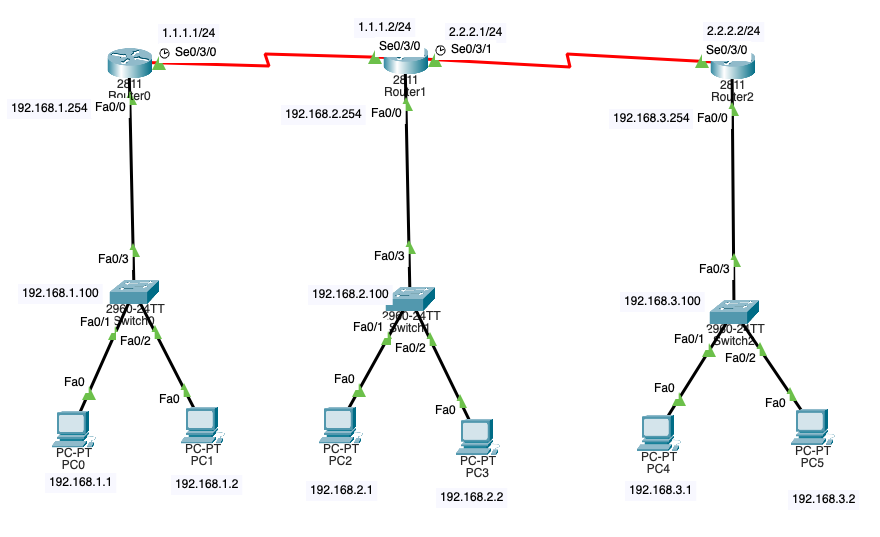 1.1.1.1/24
Se0/3/0
2811
Router0
192.168.1.254
Fa0/0
1.1.1.2/24
Se0/3/0
2.2.2.1/24
Se0/3/1
2811
Router1
192.168.2.254
Fa0/0
2.2.2.2/24
Se0/3/0
2811
Router2
192.168.3.254
Fa0/0
Fa0/3
192.168.1.100
2960-24TT
Switch0
Fa0/1
Fa0/2
Fa0/3
192.168.2.100
2960-24TT
Switch1
Fa0/1
Fa0/2
Fa0/3
192.168.3.100
2960-24TT
Switch2
Fa0/1
Fa0/2
Fa0
PC-PT
PC0
192.168.1.1
Fa0
PC-PT
PC1
192.168.1.2
Fa0
PC-PT
PC2
192.168.2.1
Fa0
PC-PT
PC3
192.168.2.2
Fa0
PC-PT
PC4
192.168.3.1
Fa0
PC-PT
PC5
192.168.3.2